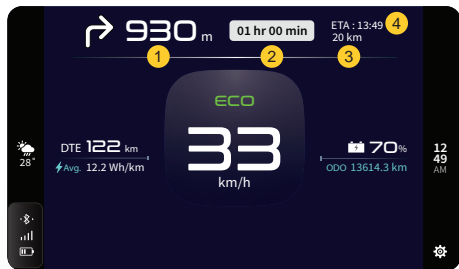 930 m
1
01 hr 00 min
2
ETA : 13:49
20 km
3
4
28°
DTE 122 km
Avg. 12.2 Wh/km
ECO
33
km/h
70%
ODO 13614.3 km
12
49
AM